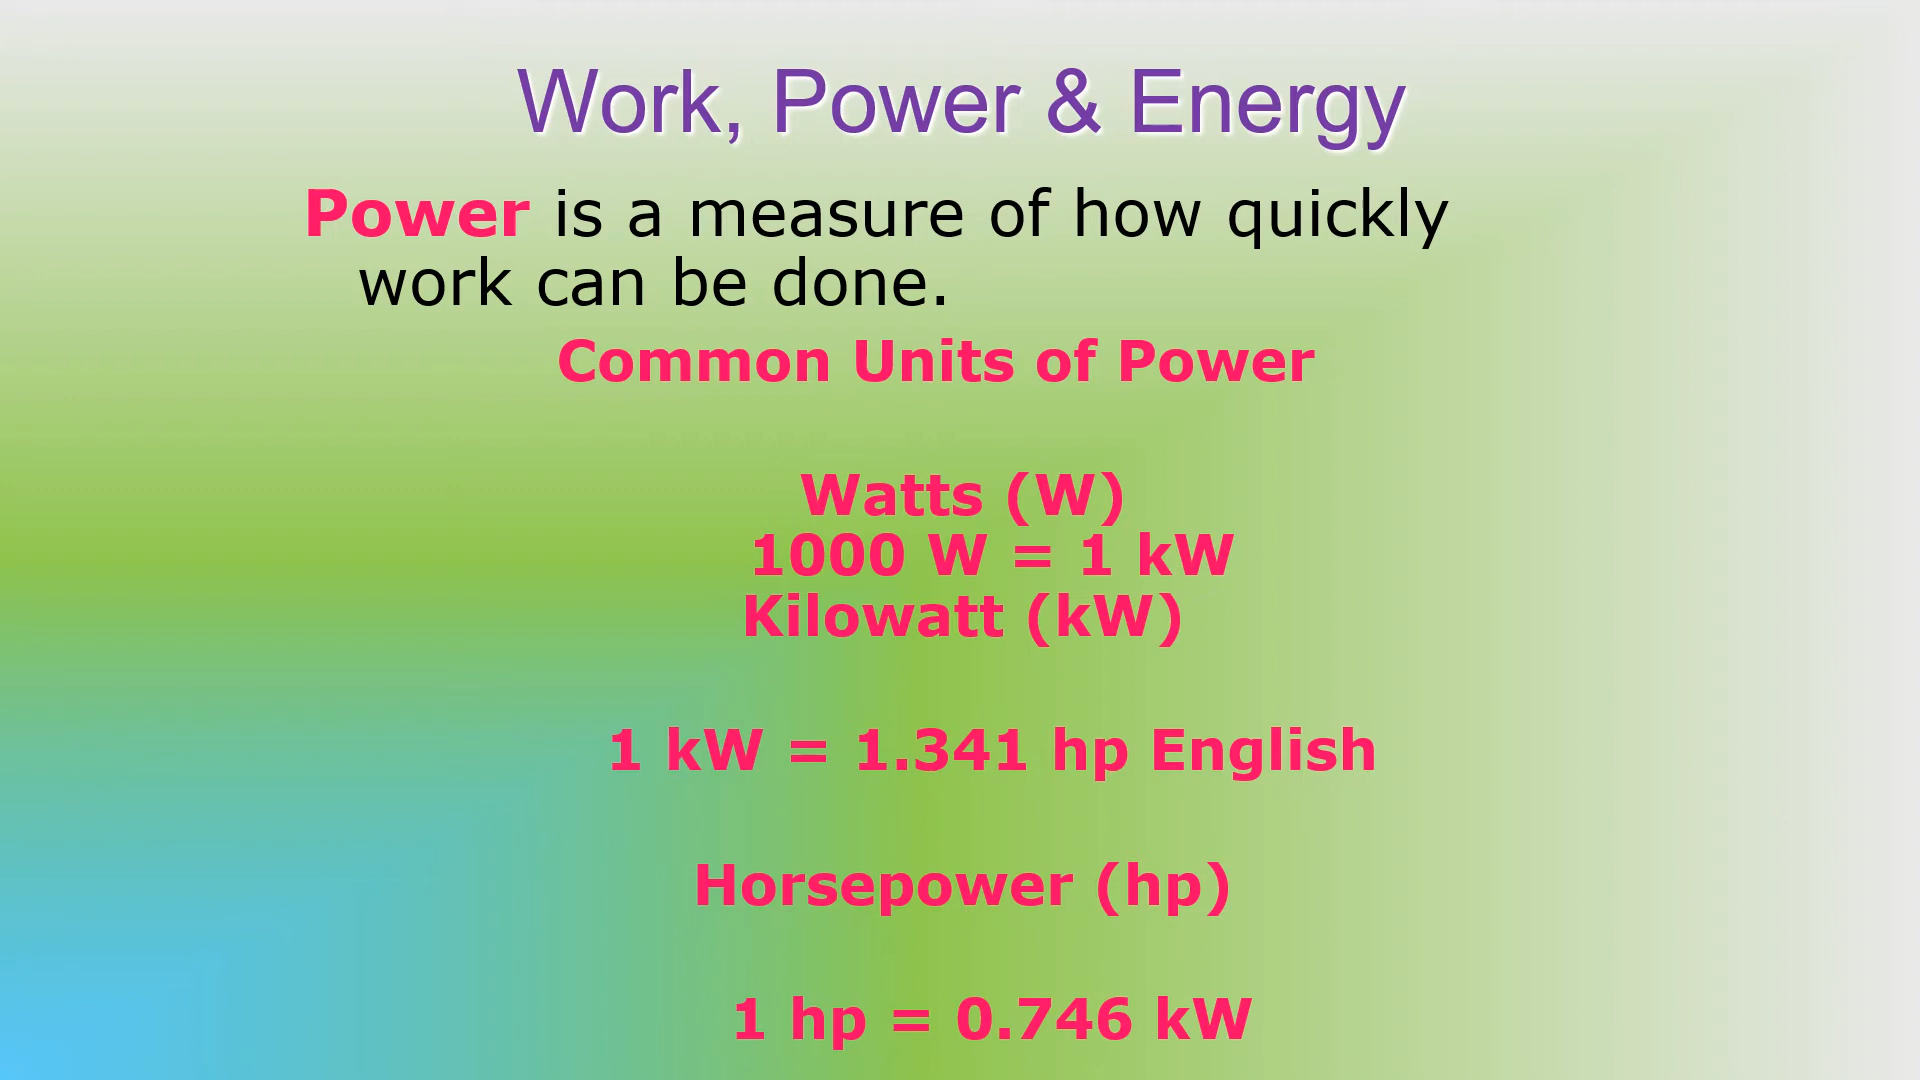 Work, Power & Energy
Power is a measure of how quickly
work can be done.
Common Units of Power
Watts (W)
1000 W = 1 kW
Kilowatt (kW)
1 kW = 1.341 hp English
Horsepower (hp)
1 hp = 0.746 kW